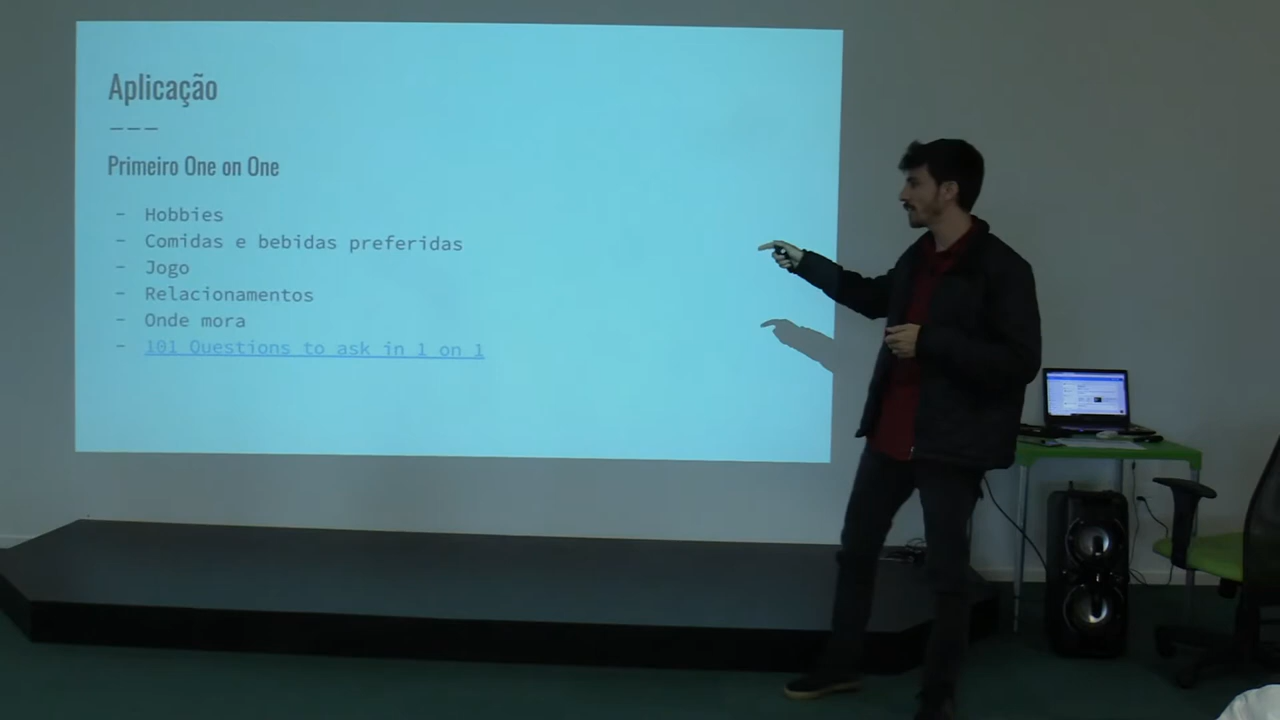 Aplicação
---
Primeiro One on One
- Hobbies
- Comidas e bebidas preferidas
- Jogo
- Relacionamentos
- Onde mora
- 101 Questions to ask in 1 on 1